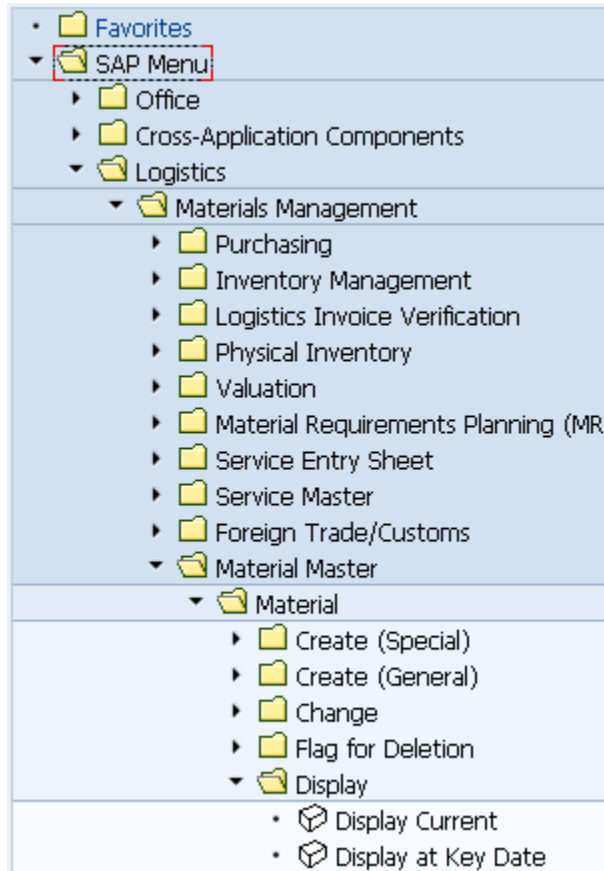 Favorites
SAP Menu
Office
Cross-Application Components
Logistics
Materials Management
Purchasing
Inventory Management
Logistics Invoice Verification
Physical Inventory
Valuation
Material Requirements Planning (MR
Service Entry Sheet
Service Master
Foreign Trade/Customs
Material Master
Material
Create (Special)
Create (General)
Change
Flag for Deletion
Display
Display Current
Display at Key Date